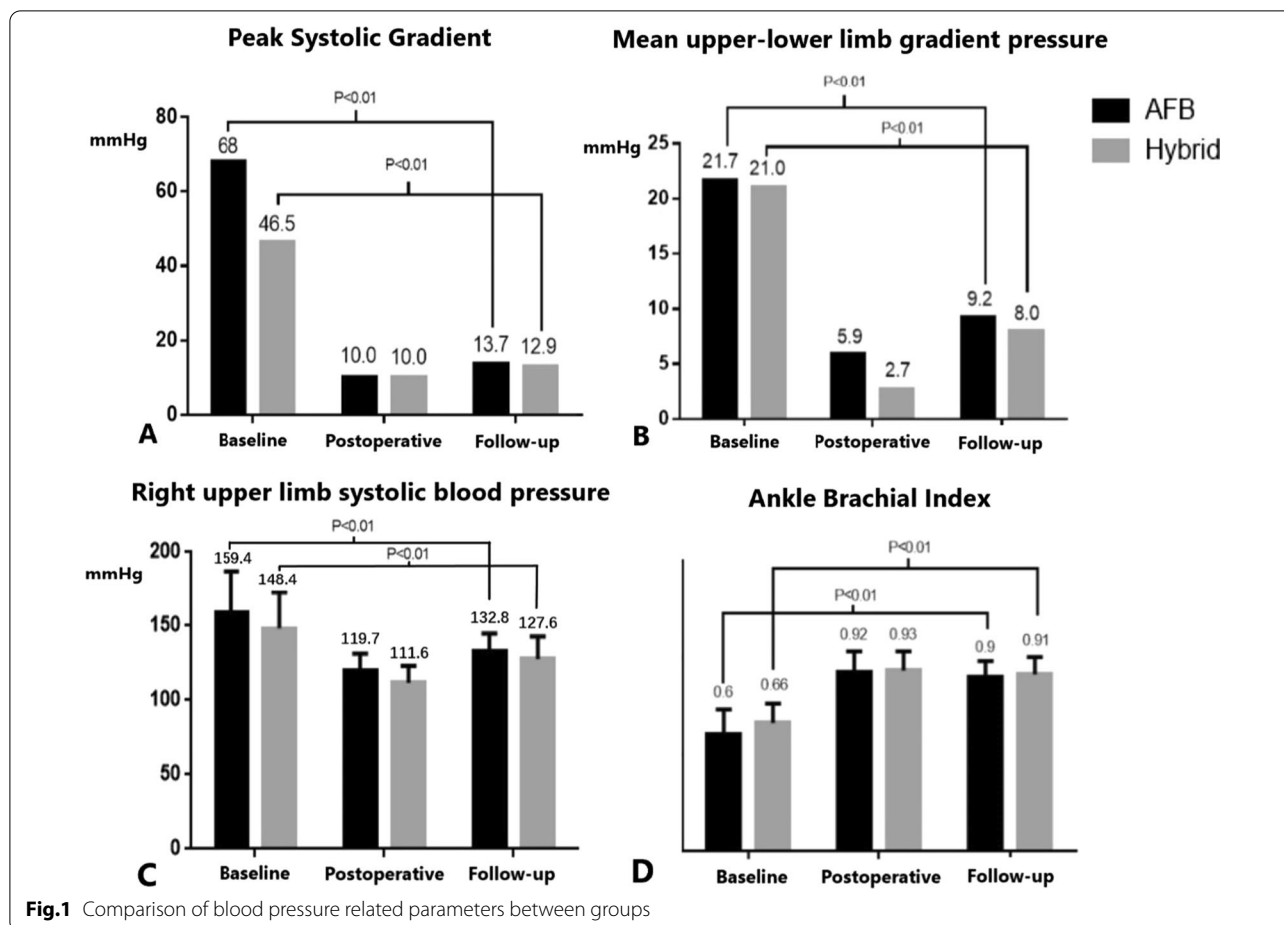 Peak Systolic Gradient
P<0.01
80
mmHg
68
P<0.01
60
46.5
40
20
10.0 10.0
13.7 12.9
0
A
Baseline Postoperative Follow-up
Mean upper-lower limb gradient pressure
P<0.01
AFB
Hybrid
P<0.01
25
mmHg
21.7 21.0
20
15
10
9.2 8.0
5.9
5
2.7
0
B
Baseline Postoperative Follow-up
Right upper limb systolic blood pressure
P<0.01
200
P<0.01
mmHg
159.4
148.4
150
132.8 127.6
119.7 111.6
100
50
0
C
Baseline Postoperative Follow-up
Ankle Brachial Index
P<0.01
P<0.01
0.92 0.93 0.9 0.91
0.6 0.66
D
Baseline Postoperative Follow-up
Fig.1 Comparison of blood pressure related parameters between groups